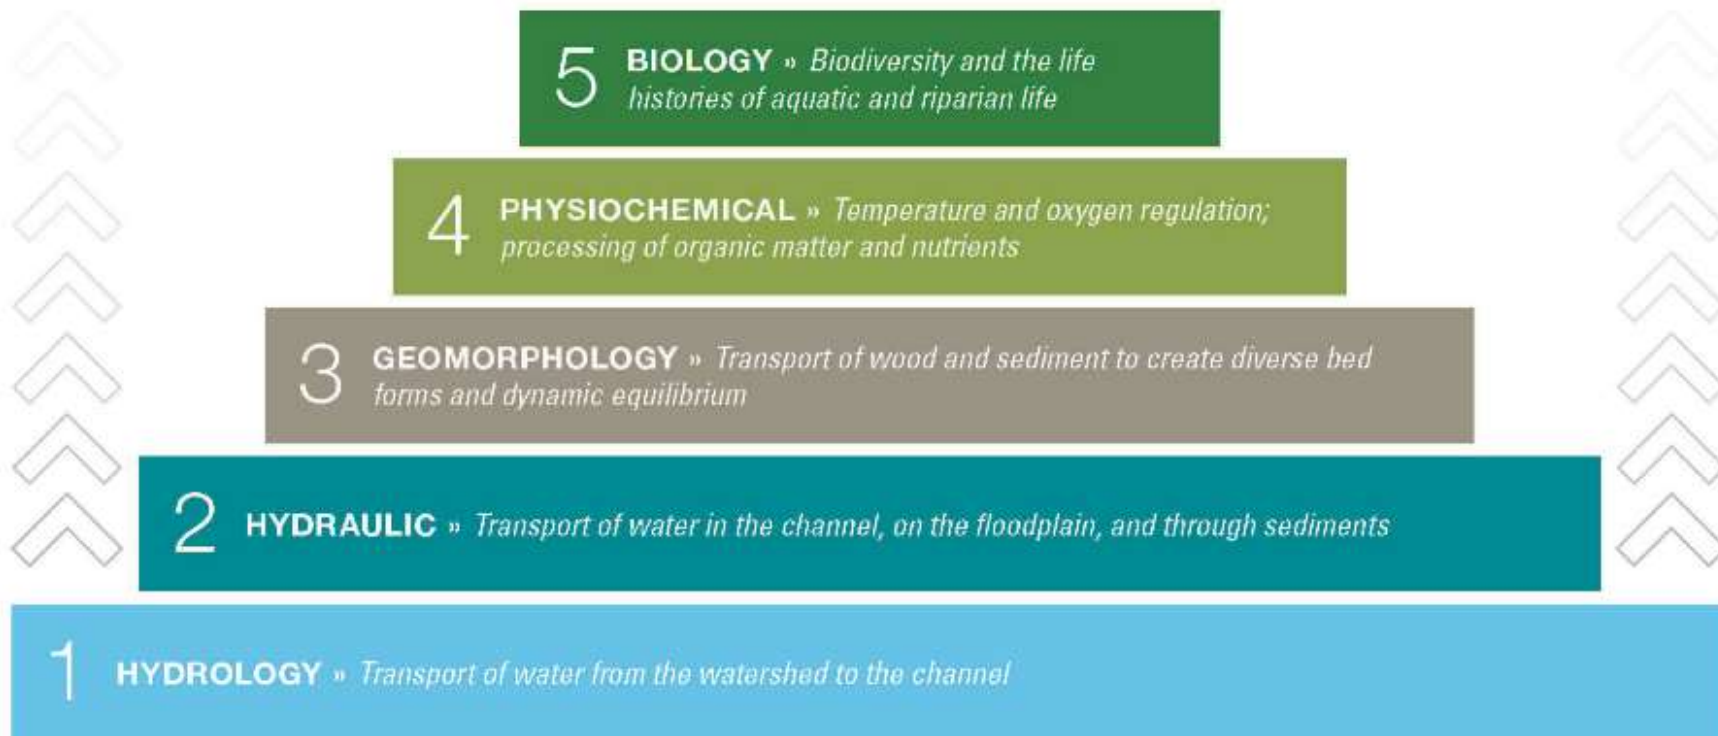 5 BIOLOGY » Biodiversity and the life
histories of aquatic and riparian life
4 PHYSIOCHEMICAL » Temperature and oxygen regulation;
processing of organic matter and nutrients
3 GEOMORPHOLOGY » Transport of wood and sediment to create diverse bed
forms and dynamic equilibrium
2 HYDRAULIC » Transport of water in the channel, on the floodplain, and through sediments
1 HYDROLOGY » Transport of water from the watershed to the channel